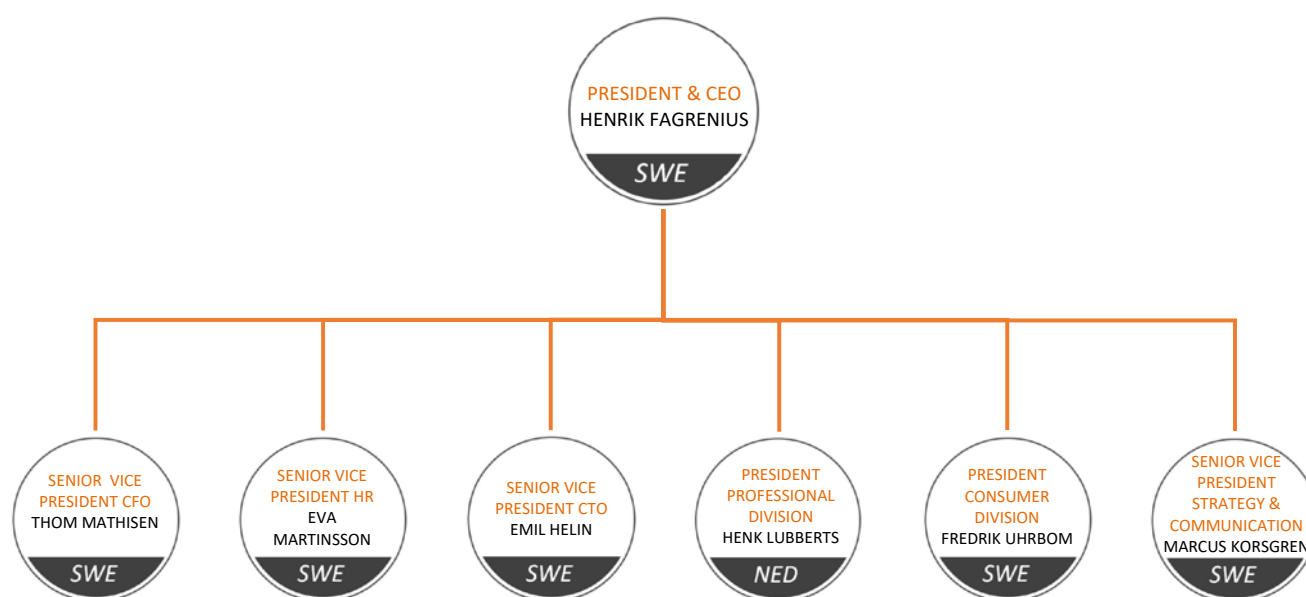 PRESIDENT & CEO
HENRIK FAGRENIUS
SWE
SENIOR VICE
PRESIDENT CFO
THOM MATHISEN
SWE
SENIOR VICE
PRESIDENT HR
EVA
MARTINSSON
SWE
SENIOR VICE
PRESIDENT CTO
EMIL HELIN
SWE
PRESIDENT
PROFESSIONAL
DIVISION
HENK LUBBERTS
NED
PRESIDENT
CONSUMER
DIVISION
FREDRIK UHRBOM
SWE
SENIOR VICE
PRESIDENT
STRATEGY &
COMMUNICATION
MARCUS KORSGREN
SWE